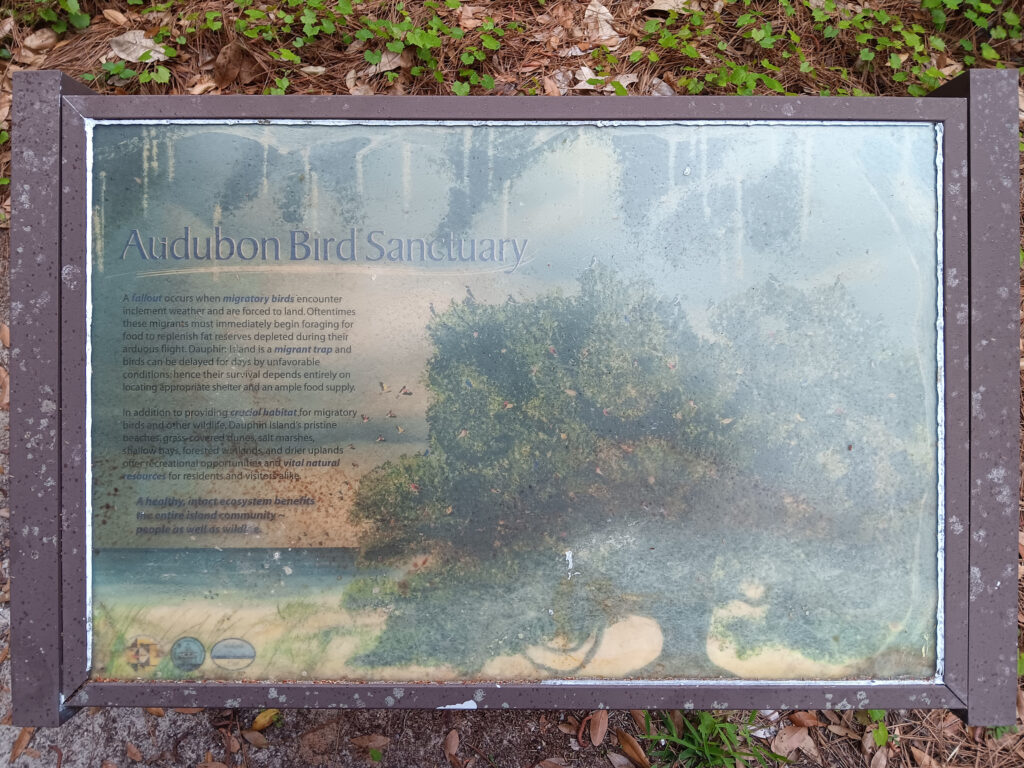 Audubon Bird Sanctuary
A fallout occurs when migratory birds encounter
inclement weather and are forced to land. Oftentimes
these migrants must immediately begin foraging for
food to replenish fat reserves depleted during their
arduous flight. Dauphin Island is a migrant trap and
birds can be delayed for days by unfavorable
conditions; hence their survival depends entirely on
locating appropriate shelter and an ample food supply.
In addition to providing crucial habitat for migratory
birds and other wildlife, Dauphin Island's pristine
beaches, grass-covered dunes, salt marshes,
shallow bays, forested wetlands, and drier uplands
offer recreational opportunities and vital natural
resources for residents and visitors alike.
A healthy, intact ecosystem benefits
the entire island community –
people as well as wildlife.